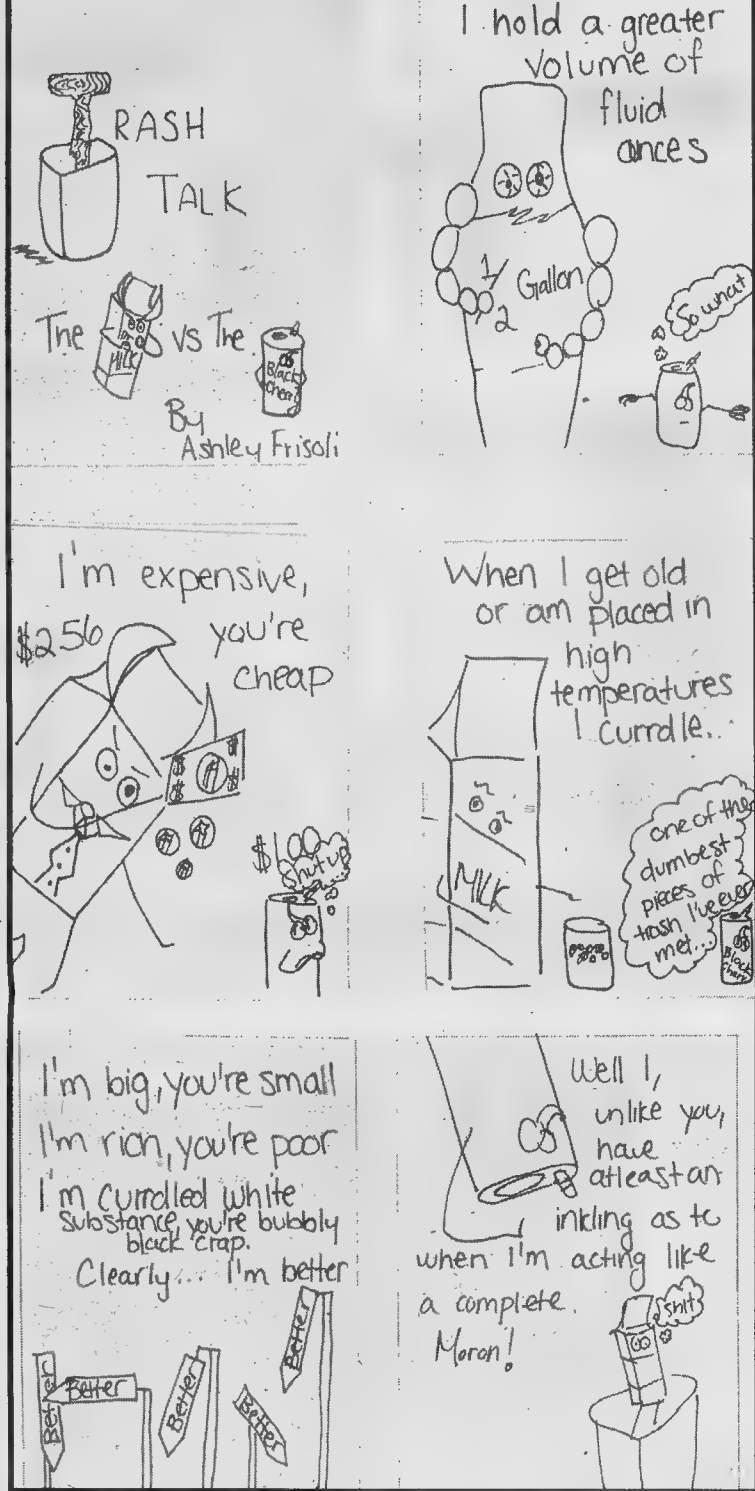 TRASH
TALK
The MILK vs The Black Cherry
By
Ashley Frisoli
I hold a greater
volume of
fluid
onces
1/2 Gallon
So what
I'm expensive,
$2.56 you're
cheap
$1.00
Shut up
When I get old
or am placed in
high
temperatures
I currdle...
MILK
one of the
dumbest
pieces of
trash I've ever
met...
Black
Cherry
I'm big, you're small
I'm rich, you're poor
I'm currdled white
substance, you're bubbly
black crap.
Clearly... I'm better
Better
Better
Better
Better
Better
Well I,
unlike you,
have
atleast an
inkling as to
when I'm acting like
a complete.
Moron!
shit